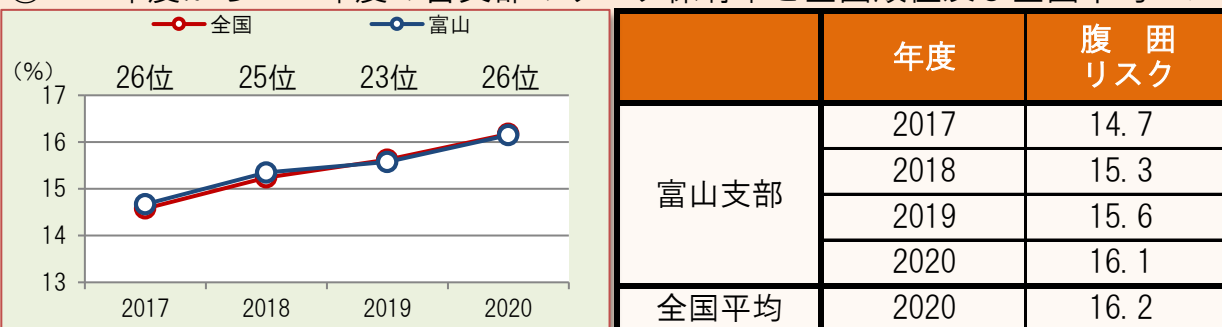 全国 富山
(%) 26位 25位 23位 26位
17
16
15
14
13
2017 2018 2019 2020
年度 腹 囲
リスク
富山支部 2017 14.7
2018 15.3
2019 15.6
2020 16.1
全国平均 2020 16.2